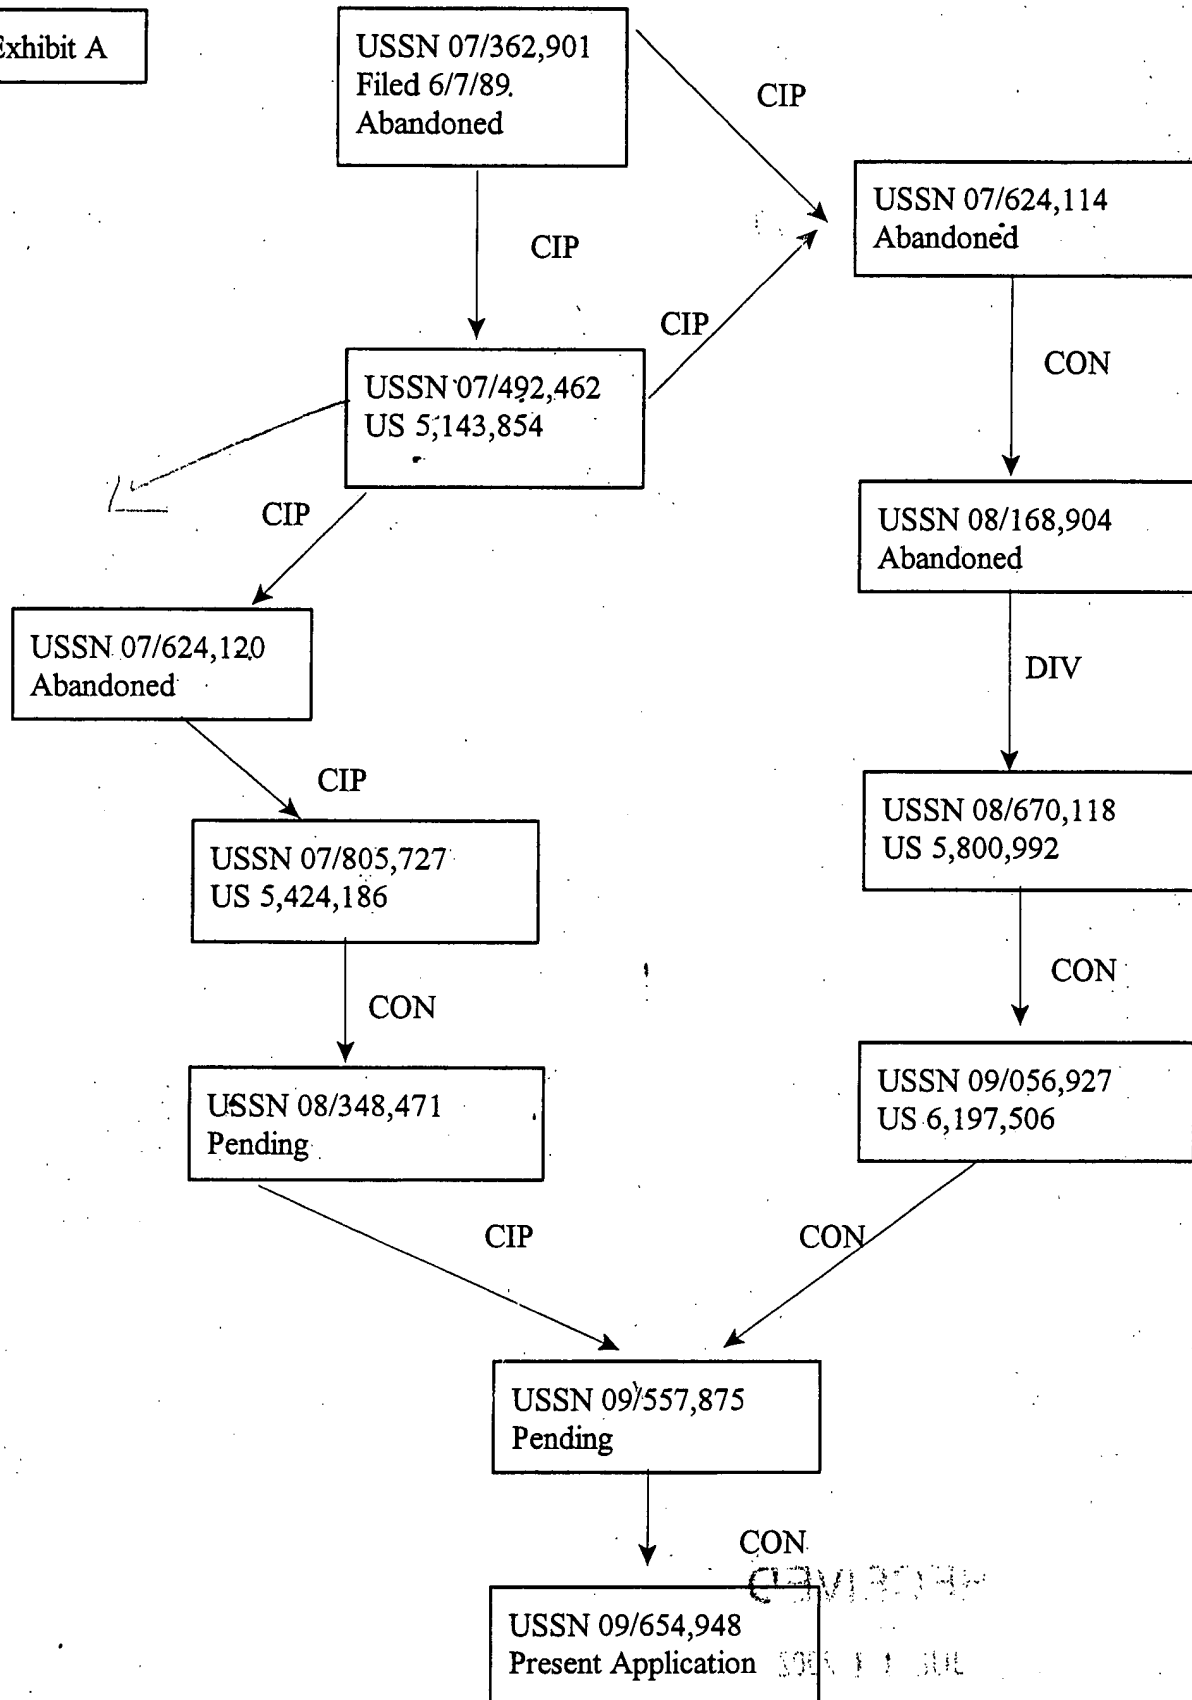 Exhibit A
USSN 07/362,901
Filed 6/7/89
Abandoned
CIP
USSN 07/624,114
Abandoned
CIP
CIP
USSN 07/492,462
US 5,143,854
CON
CIP
USSN 08/168,904
Abandoned
USSN 07/624,120
Abandoned
DIV
CIP
USSN 07/805,727
US 5,424,186
USSN 08/670,118
US 5,800,992
CON
CON
USSN 08/348,471
Pending
USSN 09/056,927
US 6,197,506
CIP
CON
USSN 09/557,875
Pending
CON
RECEIVED
USSN 09/654,948
Present Application